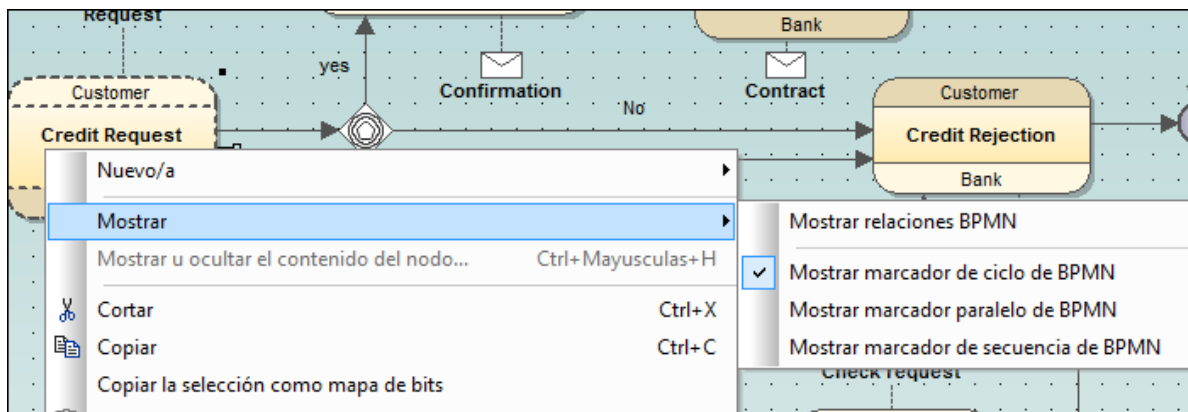 Request
Bank
yes
Customer
Confirmation
Contract
Customer
No
Credit Request
Credit Rejection
Bank
Nuevo/a
Mostrar
Mostrar relaciones BPMN
Mostrar u ocultar el contenido del nodo... Ctrl+Mayusculas+H
Mostrar marcador de ciclo de BPMN
Cortar Ctrl+X
Mostrar marcador paralelo de BPMN
Copiar Ctrl+C
Mostrar marcador de secuencia de BPMN
Check request
Copiar la selección como mapa de bits